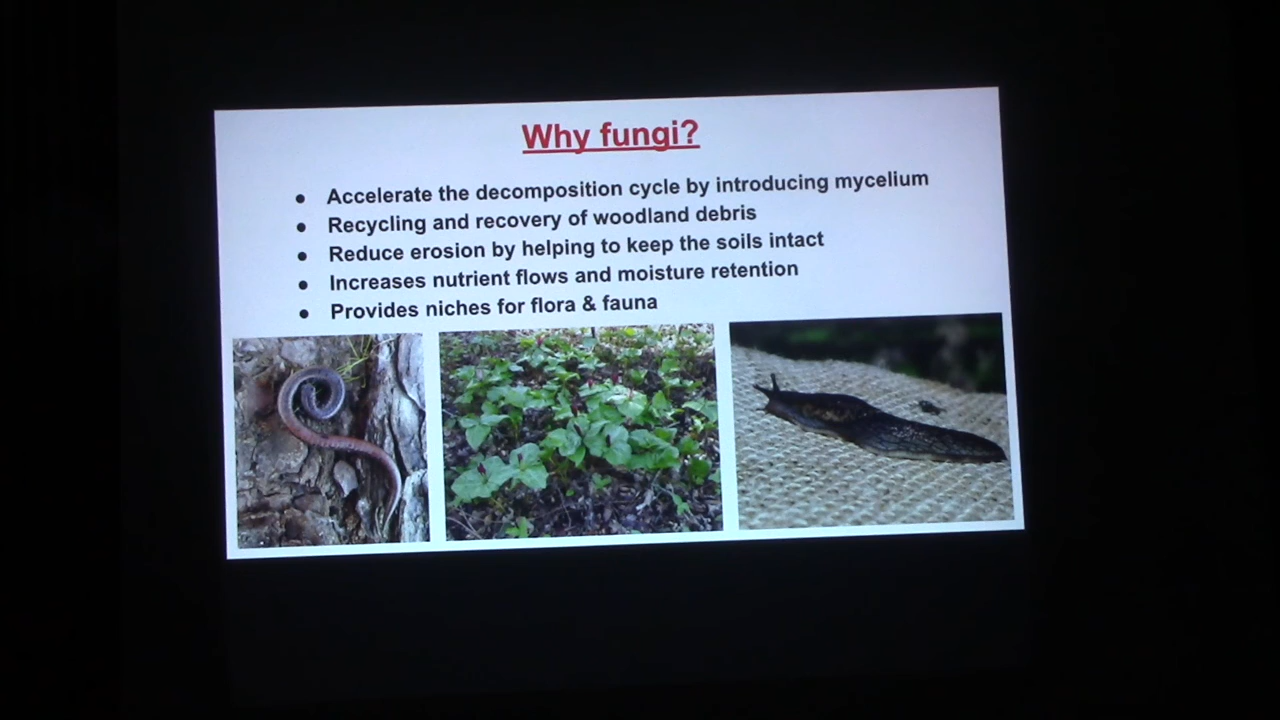 Why fungi?
● Accelerate the decomposition cycle by introducing mycelium
● Recycling and recovery of woodland debris
● Reduce erosion by helping to keep the soils intact
● Increases nutrient flows and moisture retention
● Provides niches for flora & fauna